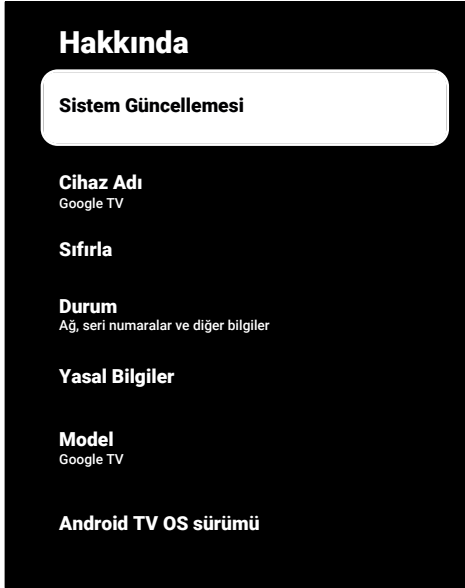 Hakkında
Sistem Güncellemesi
Cihaz Adı
Google TV
Sıfırla
Durum
Ağ, seri numaralar ve diğer bilgiler
Yasal Bilgiler
Model
Google TV
Android TV OS sürümü